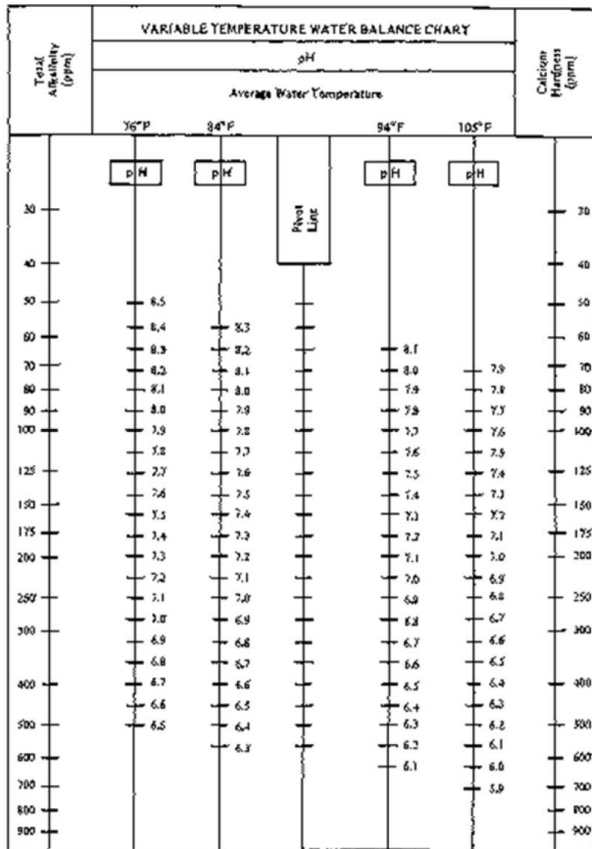 VARIABLE TEMPERATURE WATER BALANCE CHART
Total Alkalinity (ppm)
pH
Calcium Hardness (ppm)
Average Water Temperature
76°F 84°F 94°F 105°F
pH pH pH pH
Pivot Line
30 30
40 40
50 8.5 50
8.4 8.3
60 60
8.3 8.2 8.1
70 8.2 8.1 8.0 7.9 70
80 8.1 8.0 7.9 7.8 80
90 8.0 7.9 7.8 7.7 90
100 7.9 7.8 7.7 7.6 100
7.8 7.7 7.6 7.5
125 7.7 7.6 7.5 7.4 125
7.6 7.5 7.4 7.3
150 150
7.5 7.4 7.3 7.2
175 7.4 7.3 7.2 7.1 175
200 7.3 7.2 7.1 7.0 200
7.2 7.1 7.0 6.9
250 7.1 7.0 6.9 6.8 250
7.0 6.9 6.8 6.7
300 300
6.9 6.8 6.7 6.6
6.8 6.7 6.6 6.5
400 6.7 6.6 6.5 6.4 400
6.6 6.5 6.4 6.3
500 6.5 6.4 6.3 6.2 500
6.3 6.2 6.1
600 600
6.1 6.0
700 5.9 700
800 800
900 900